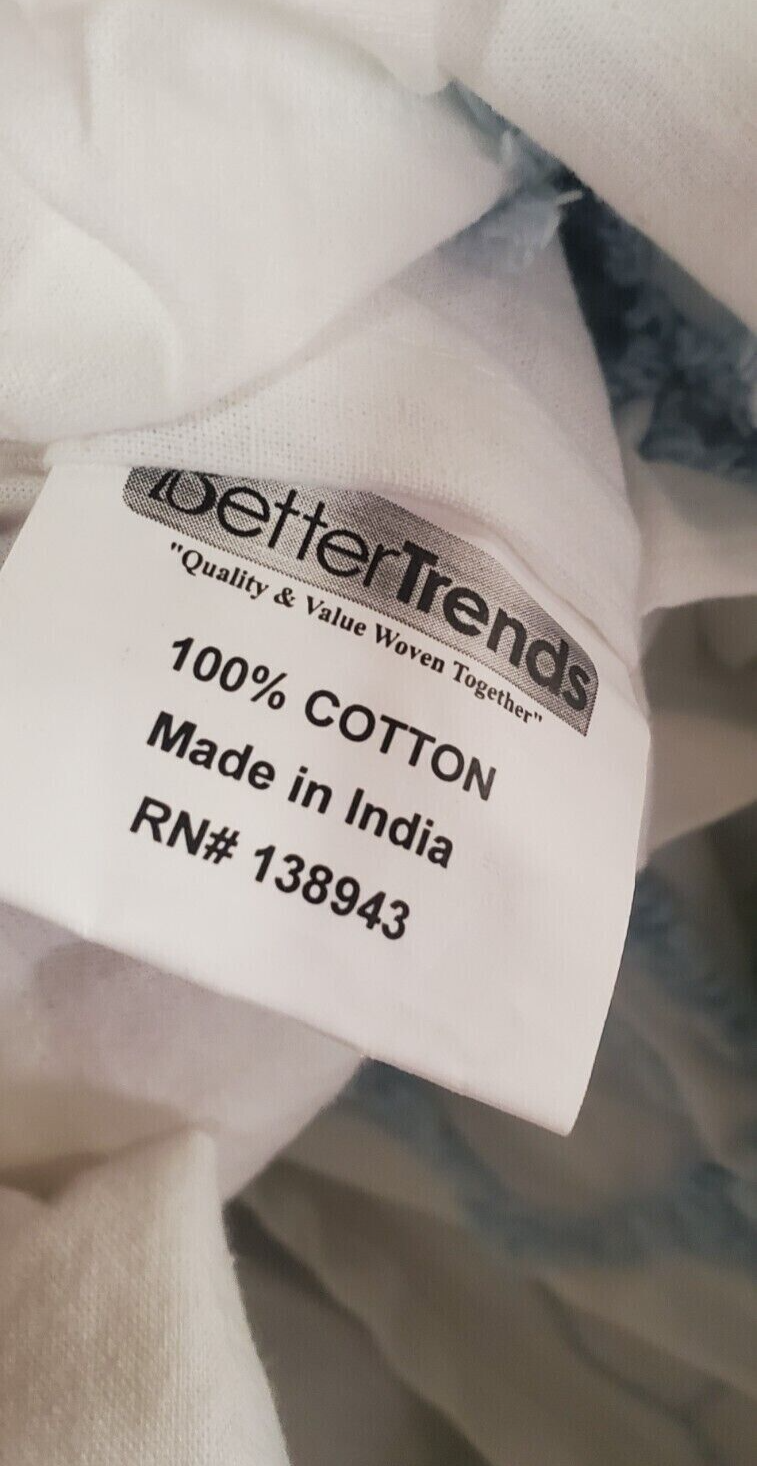 BetterTrends
"Quality & Value Woven Together"
100% COTTON
Made in India
RN# 138943